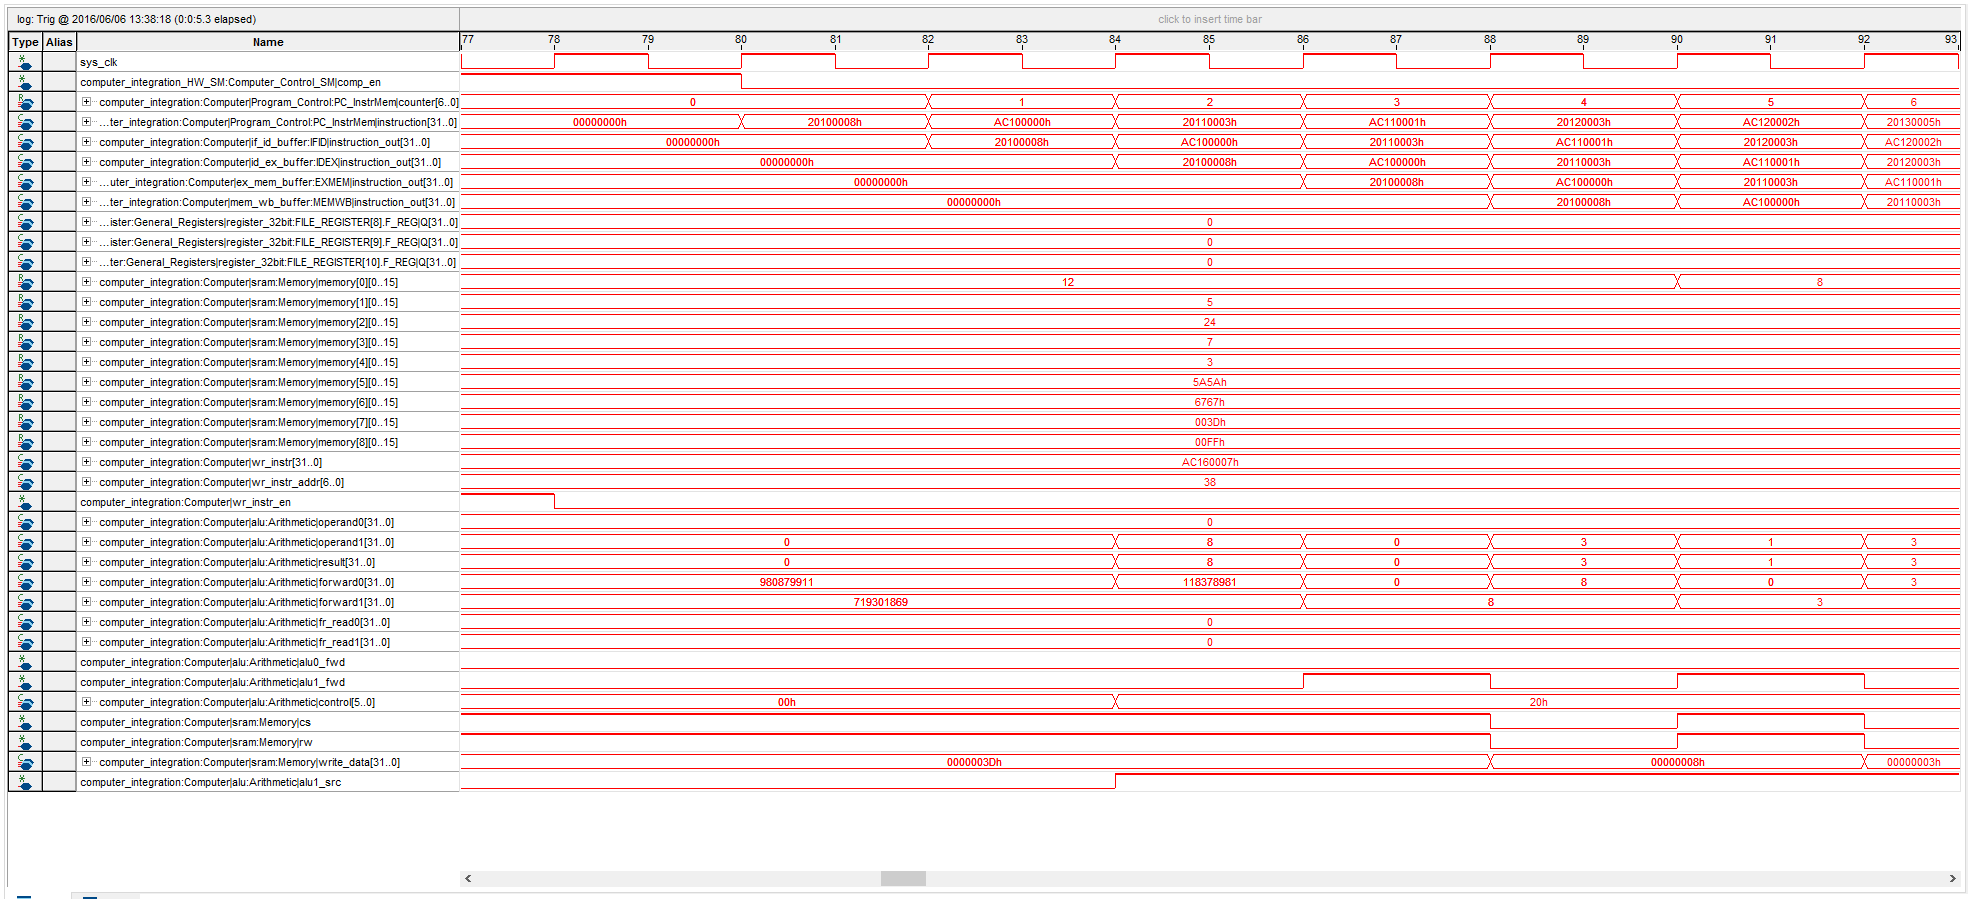 log: Trig @ 2016/06/06 13:38:18 (0:0:5.3 elapsed) click to insert time bar
Type Alias Name 77 78 79 80 81 82 83 84 85 86 87 88 89 90 91 92 93
sys_clk
computer_integration_HW_SM:Computer_Control_SM|comp_en
computer_integration:Computer|Program_Control:PC_InstrMem|counter[6..0] 0 1 2 3 4 5 6
...ter_integration:Computer|Program_Control:PC_InstrMem|instruction[31..0] 00000000h 20100008h AC100000h 20110003h AC110001h 20120003h AC120002h 20130005h
computer_integration:Computer|if_id_buffer:IFID|instruction_out[31..0] 00000000h 20100008h AC100000h 20110003h AC110001h 20120003h AC120002h
computer_integration:Computer|id_ex_buffer:IDEX|instruction_out[31..0] 00000000h 20100008h AC100000h 20110003h AC110001h 20120003h
...uter_integration:Computer|ex_mem_buffer:EXMEM|instruction_out[31..0] 00000000h 20100008h AC100000h 20110003h AC110001h
...ter_integration:Computer|mem_wb_buffer:MEMWB|instruction_out[31..0] 00000000h 20100008h AC100000h 20110003h
...ister:General_Registers|register_32bit:FILE_REGISTER[8].F_REG|Q[31..0] 0
...ister:General_Registers|register_32bit:FILE_REGISTER[9].F_REG|Q[31..0] 0
...ter:General_Registers|register_32bit:FILE_REGISTER[10].F_REG|Q[31..0] 0
computer_integration:Computer|sram:Memory|memory[0][0..15] 12 8
computer_integration:Computer|sram:Memory|memory[1][0..15] 5
computer_integration:Computer|sram:Memory|memory[2][0..15] 24
computer_integration:Computer|sram:Memory|memory[3][0..15] 7
computer_integration:Computer|sram:Memory|memory[4][0..15] 3
computer_integration:Computer|sram:Memory|memory[5][0..15] 5A5Ah
computer_integration:Computer|sram:Memory|memory[6][0..15] 6767h
computer_integration:Computer|sram:Memory|memory[7][0..15] 003Dh
computer_integration:Computer|sram:Memory|memory[8][0..15] 00FFh
computer_integration:Computer|wr_instr[31..0] AC160007h
computer_integration:Computer|wr_instr_addr[6..0] 38
computer_integration:Computer|wr_instr_en
computer_integration:Computer|alu:Arithmetic|operand0[31..0] 0
computer_integration:Computer|alu:Arithmetic|operand1[31..0] 0 8 0 3 1 3
computer_integration:Computer|alu:Arithmetic|result[31..0] 0 8 0 3 1 3
computer_integration:Computer|alu:Arithmetic|forward0[31..0] 980879911 118378981 0 8 0 3
computer_integration:Computer|alu:Arithmetic|forward1[31..0] 719301869 8 3
computer_integration:Computer|alu:Arithmetic|fr_read0[31..0] 0
computer_integration:Computer|alu:Arithmetic|fr_read1[31..0] 0
computer_integration:Computer|alu:Arithmetic|alu0_fwd
computer_integration:Computer|alu:Arithmetic|alu1_fwd
computer_integration:Computer|alu:Arithmetic|control[5..0] 00h 20h
computer_integration:Computer|sram:Memory|cs
computer_integration:Computer|sram:Memory|rw
computer_integration:Computer|sram:Memory|write_data[31..0] 0000003Dh 00000008h 00000003h
computer_integration:Computer|alu:Arithmetic|alu1_src